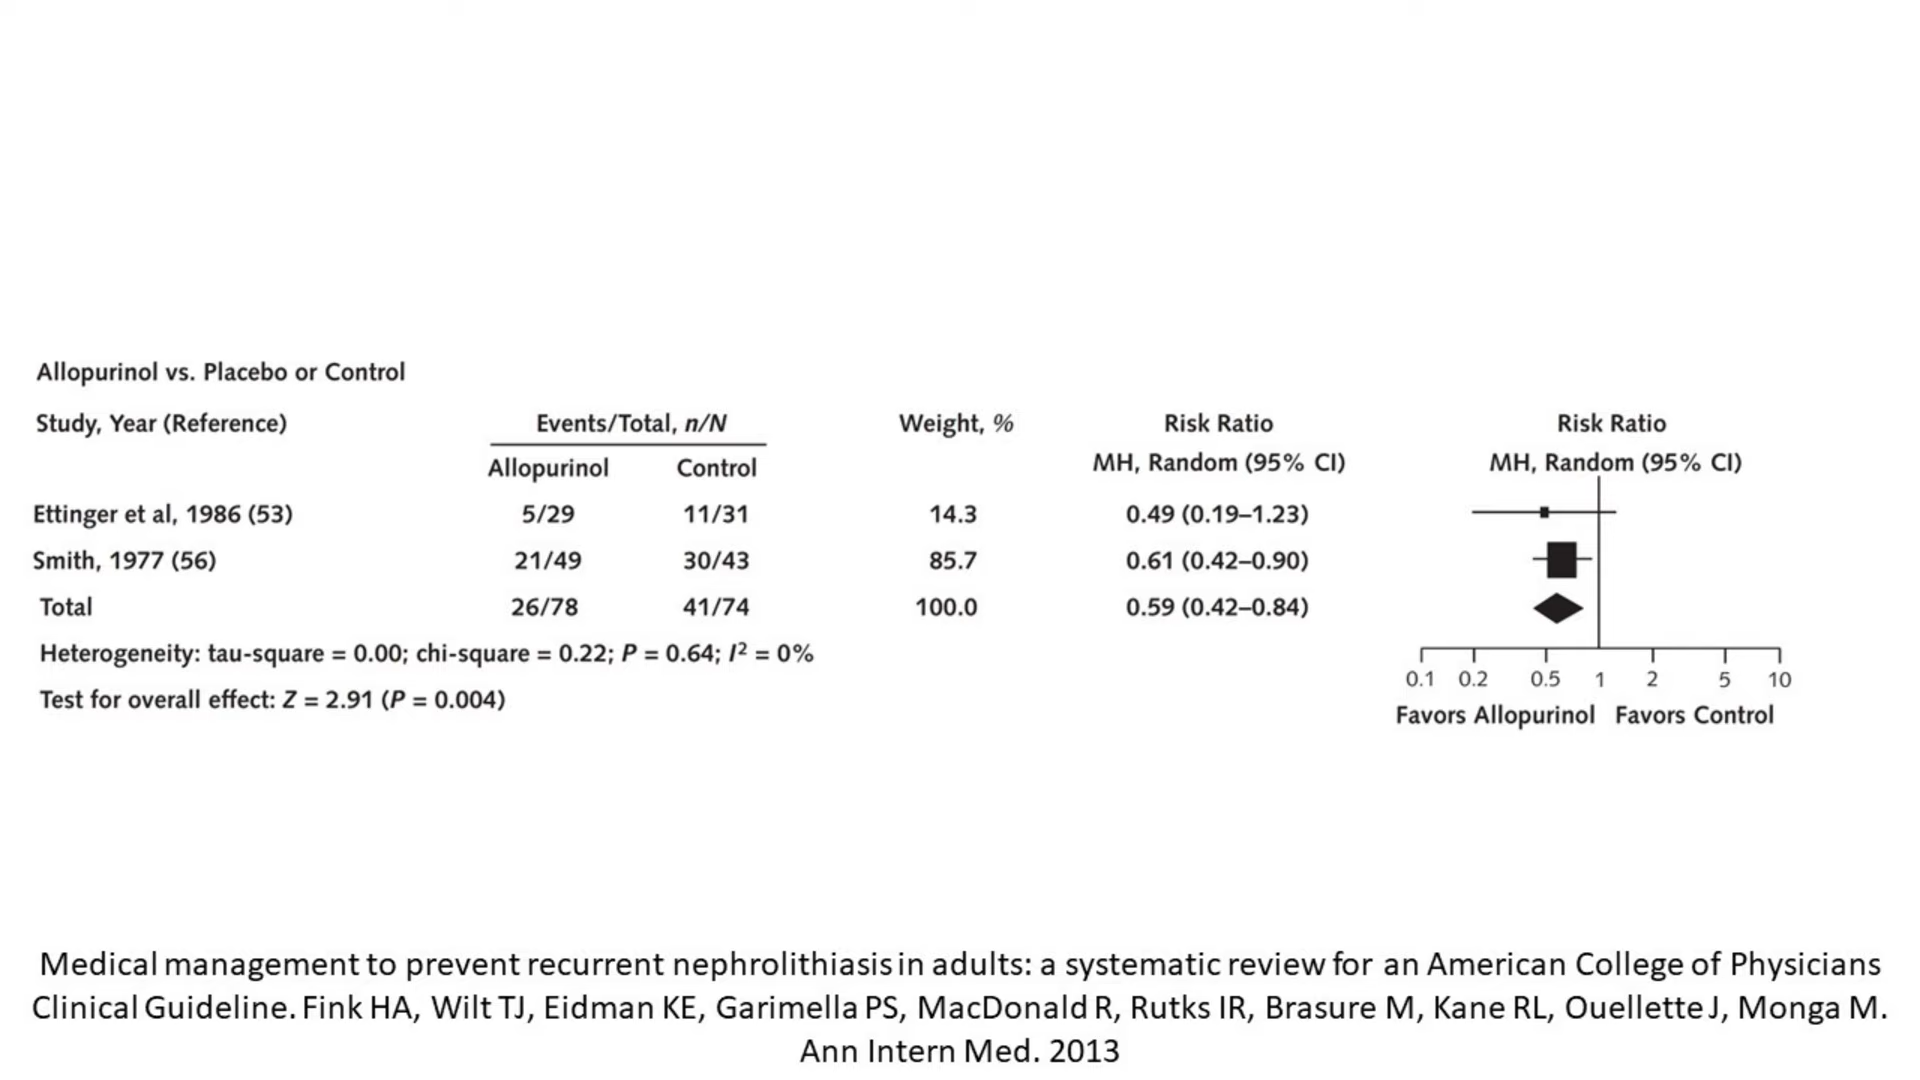 Allopurinol vs. Placebo or Control
Study, Year (Reference) Events/Total, n/N Weight, % Risk Ratio Risk Ratio
Allopurinol Control MH, Random (95% CI) MH, Random (95% CI)
Ettinger et al, 1986 (53) 5/29 11/31 14.3 0.49 (0.19–1.23)
Smith, 1977 (56) 21/49 30/43 85.7 0.61 (0.42–0.90)
Total 26/78 41/74 100.0 0.59 (0.42–0.84)
Heterogeneity: tau-square = 0.00; chi-square = 0.22; P = 0.64; I² = 0%
0.1 0.2 0.5 1 2 5 10
Test for overall effect: Z = 2.91 (P = 0.004)
Favors Allopurinol Favors Control
Medical management to prevent recurrent nephrolithiasis in adults: a systematic review for an American College of Physicians
Clinical Guideline. Fink HA, Wilt TJ, Eidman KE, Garimella PS, MacDonald R, Rutks IR, Brasure M, Kane RL, Ouellette J, Monga M.
Ann Intern Med. 2013